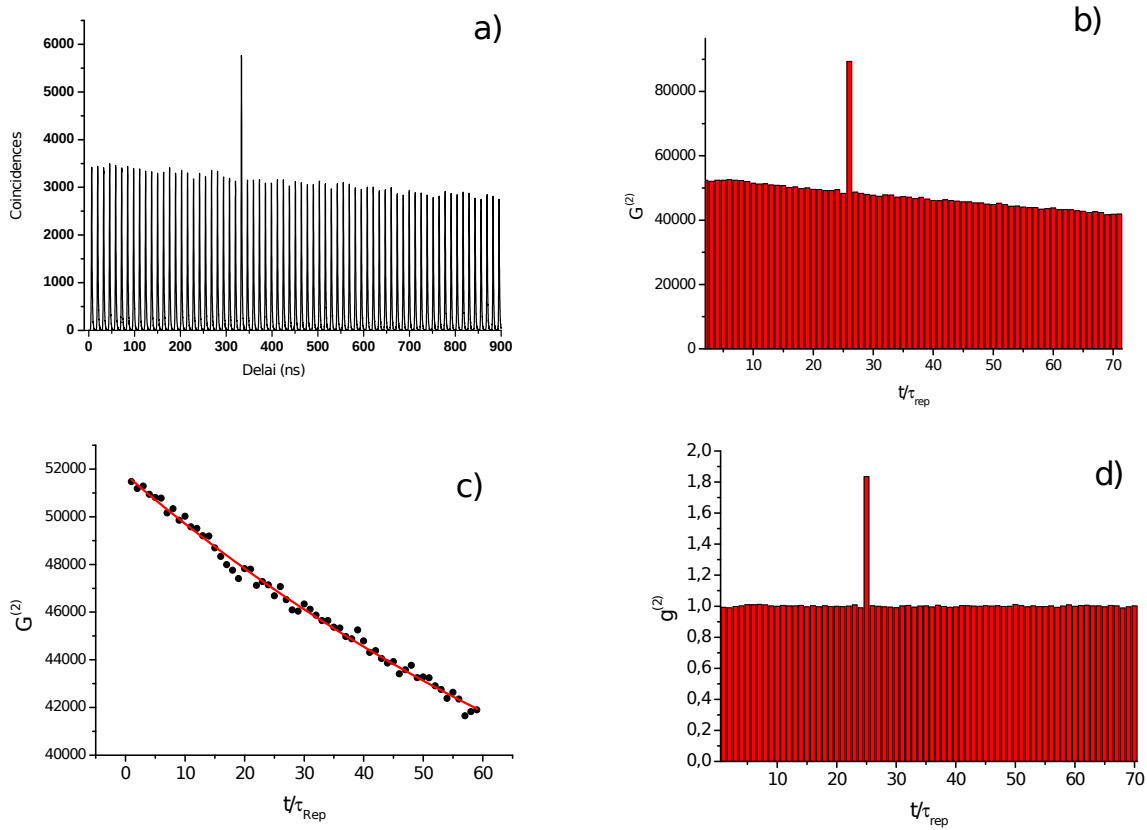 a)
6000
5000
4000
3000
2000
1000
0
Coincidences
0 100 200 300 400 500 600 700 800 900
Delai (ns)
b)
80000
60000
40000
20000
0
G(2)
10 20 30 40 50 60 70
t/τrep
c)
52000
50000
48000
46000
44000
42000
40000
G(2)
0 10 20 30 40 50 60
t/τRep
d)
2,0
1,8
1,6
1,4
1,2
1,0
0,8
0,6
0,4
0,2
0,0
g(2)
10 20 30 40 50 60 70
t/τrep